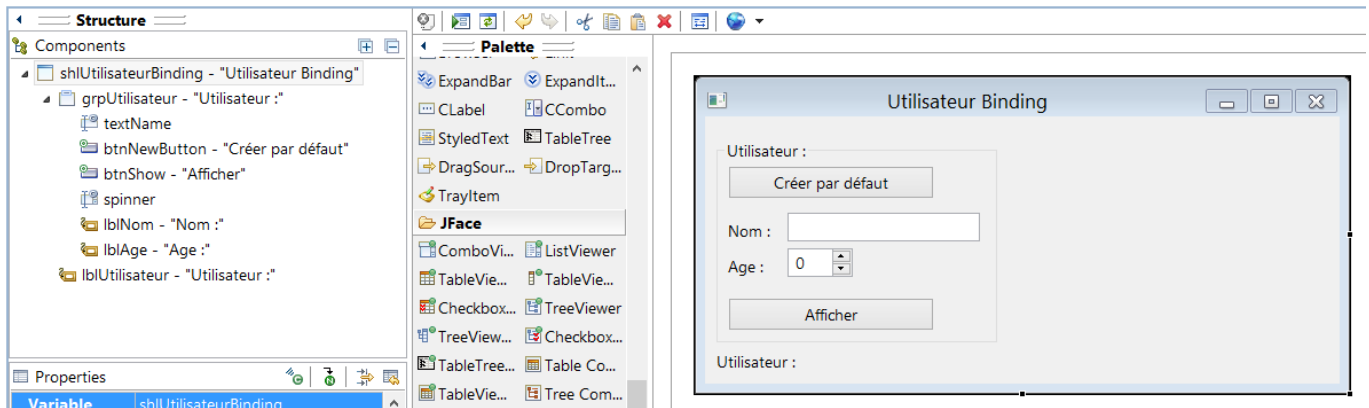 Structure
Components
shlUtilisateurBinding - "Utilisateur Binding"
grpUtilisateur - "Utilisateur :"
textName
btnNewButton - "Créer par défaut"
btnShow - "Afficher"
spinner
lblNom - "Nom :"
lblAge - "Age :"
lblUtilisateur - "Utilisateur :"
Properties
Variable shlUtilisateurBinding
Palette
ExpandBar ExpandIt...
CLabel CCombo
StyledText TableTree
DragSour... DropTarg...
TrayItem
JFace
ComboVi... ListViewer
TableVie... TableVie...
Checkbox... TreeViewer
TreeView... Checkbox...
TableTree... Table Co...
TableVie... Tree Com...
Utilisateur Binding
Utilisateur :
Créer par défaut
Nom :
Age : 0
Afficher
Utilisateur :